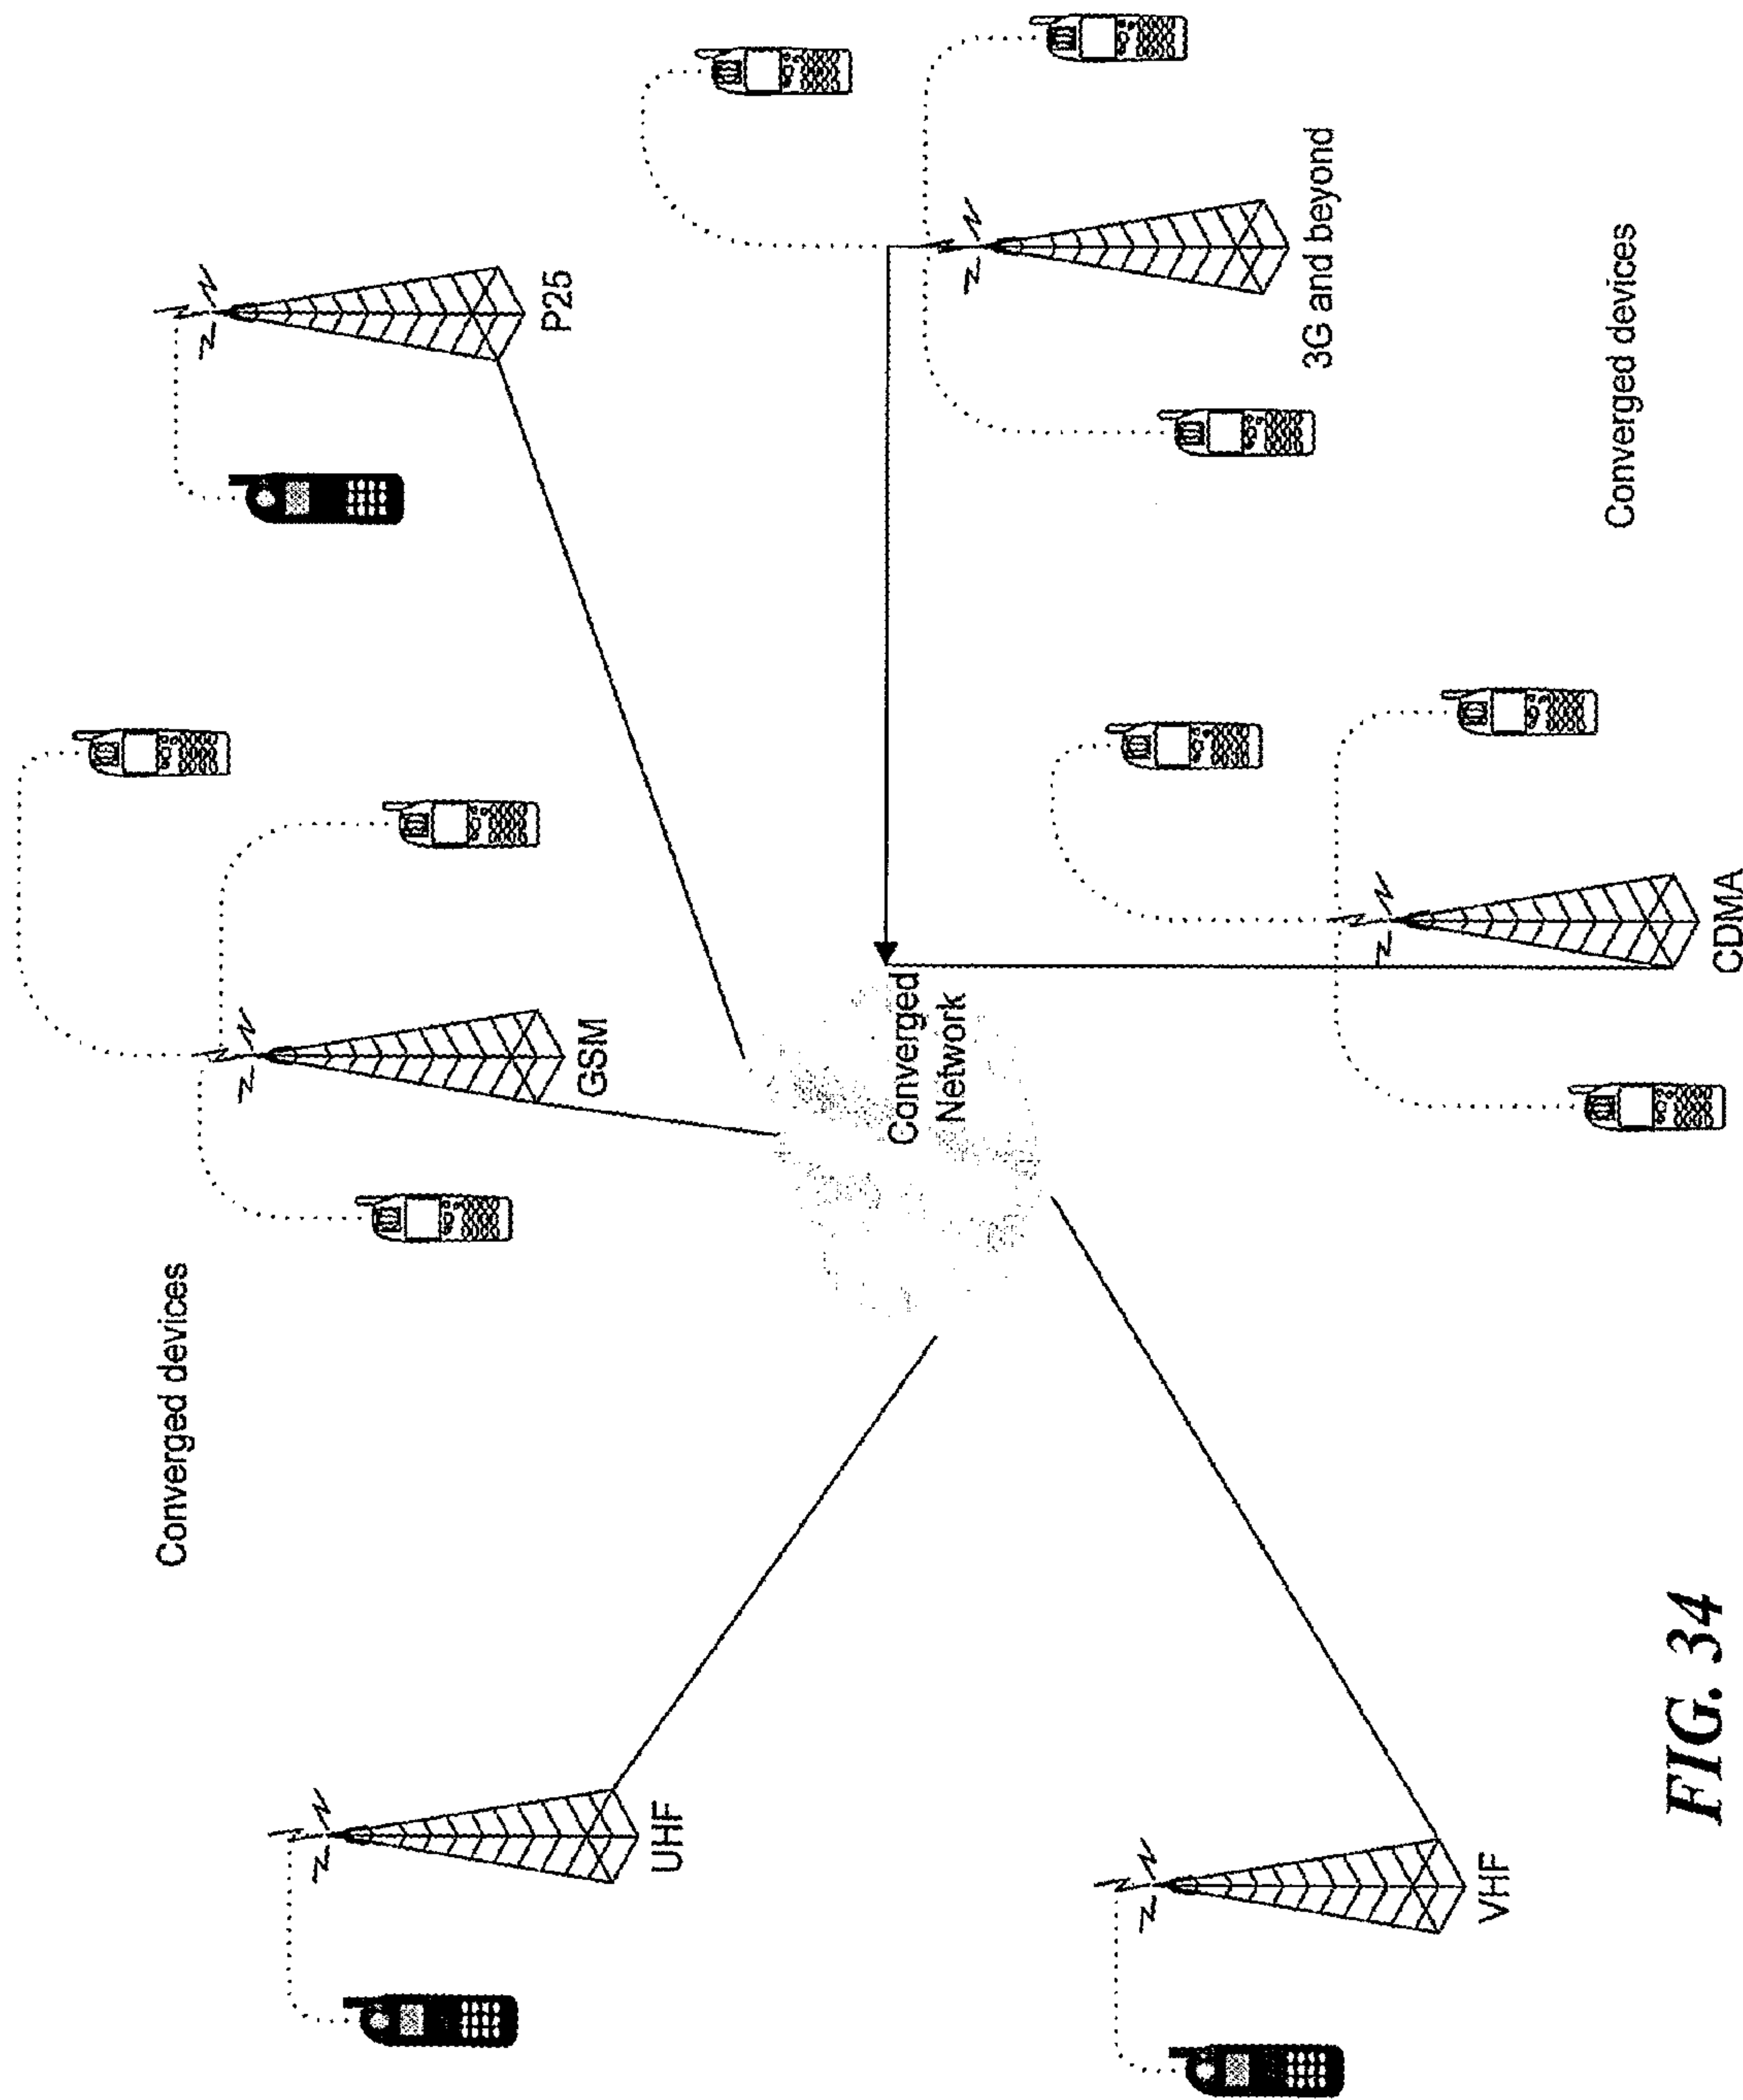 Converged devices
P25
GSM
UHF
Converged
Network
3G and beyond
VHF
CDMA
Converged devices
FIG. 34